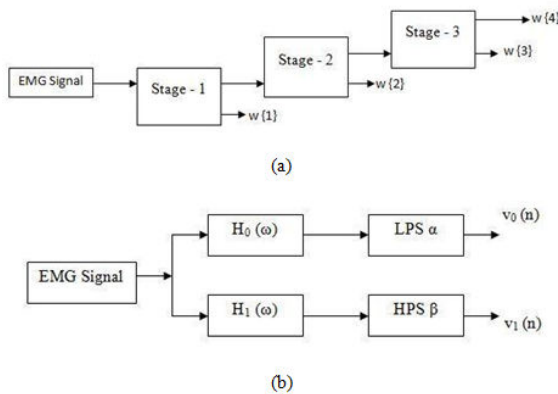 EMG Signal
Stage - 1
w {1}
Stage - 2
w {2}
Stage - 3
w {4}
w {3}
(a)
EMG Signal
H₀ (ω)
LPS α
v₀ (n)
H₁ (ω)
HPS β
v₁ (n)
(b)